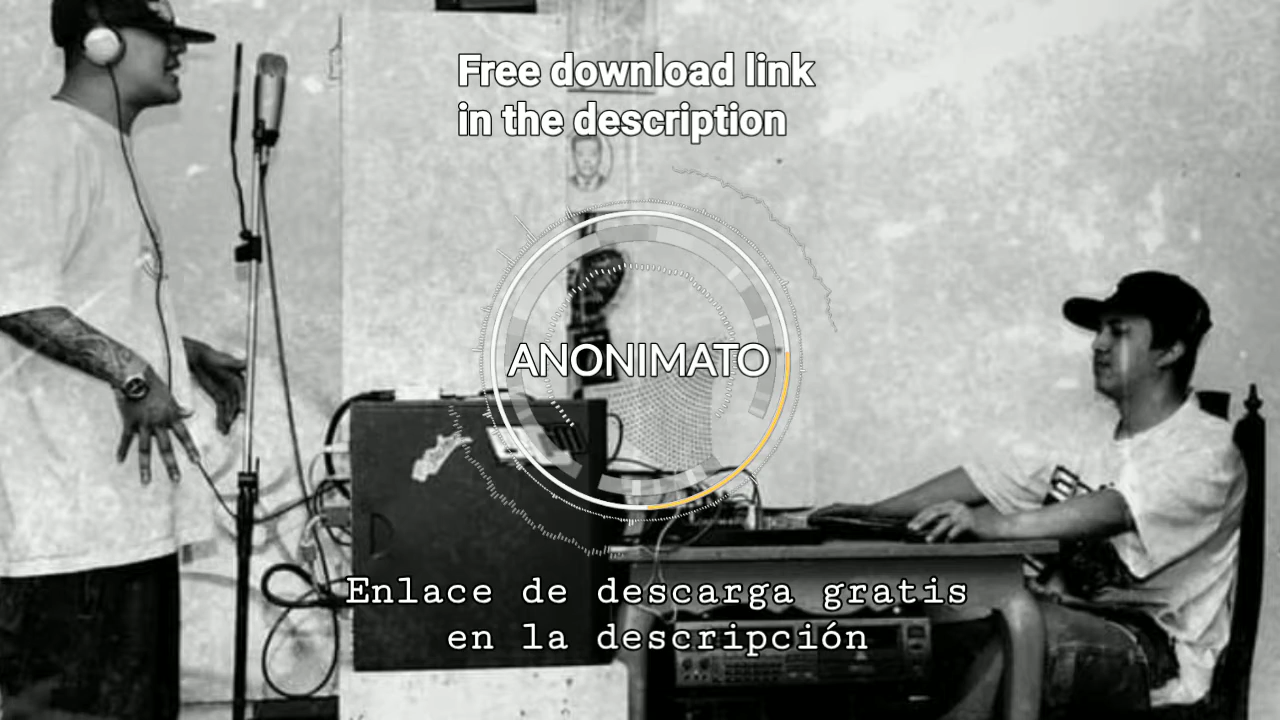 Free download link
in the description
ANONIMATO
Enlace de descarga gratis
en la descripción